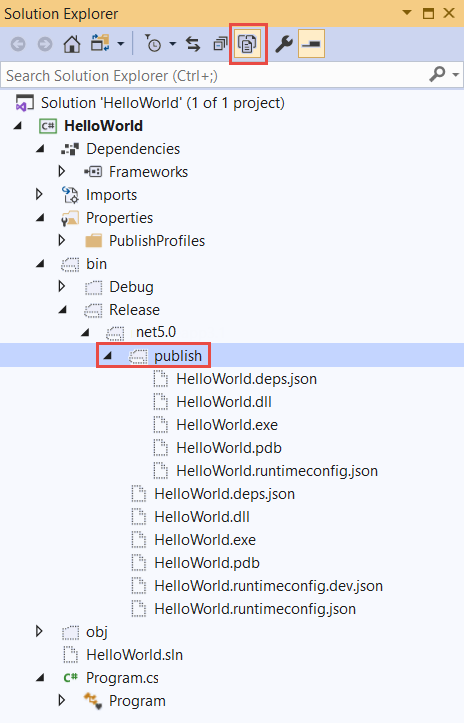 Solution Explorer
Search Solution Explorer (Ctrl+;)
Solution 'HelloWorld' (1 of 1 project)
C# HelloWorld
Dependencies
Frameworks
Imports
Properties
PublishProfiles
bin
Debug
Release
net5.0
publish
HelloWorld.deps.json
HelloWorld.dll
HelloWorld.exe
HelloWorld.pdb
HelloWorld.runtimeconfig.json
HelloWorld.deps.json
HelloWorld.dll
HelloWorld.exe
HelloWorld.pdb
HelloWorld.runtimeconfig.dev.json
HelloWorld.runtimeconfig.json
obj
HelloWorld.sln
C# Program.cs
Program